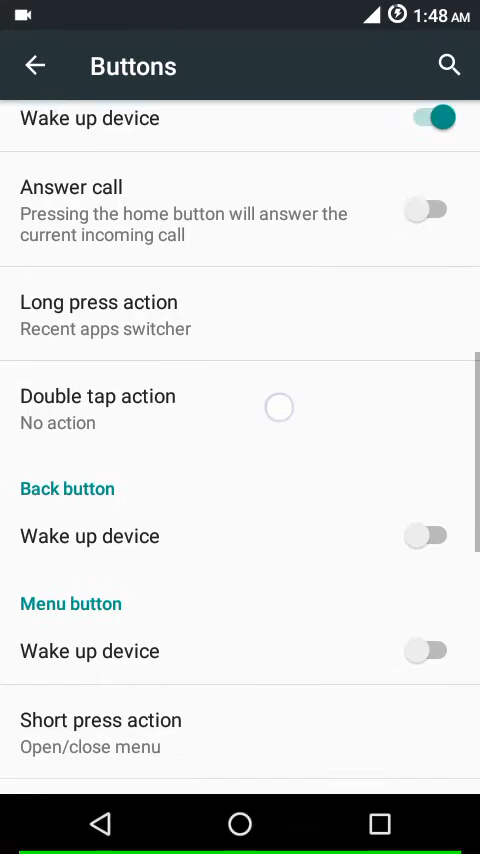 1:48 AM
Buttons
Wake up device
Answer call
Pressing the home button will answer the
current incoming call
Long press action
Recent apps switcher
Double tap action
No action
Back button
Wake up device
Menu button
Wake up device
Short press action
Open/close menu